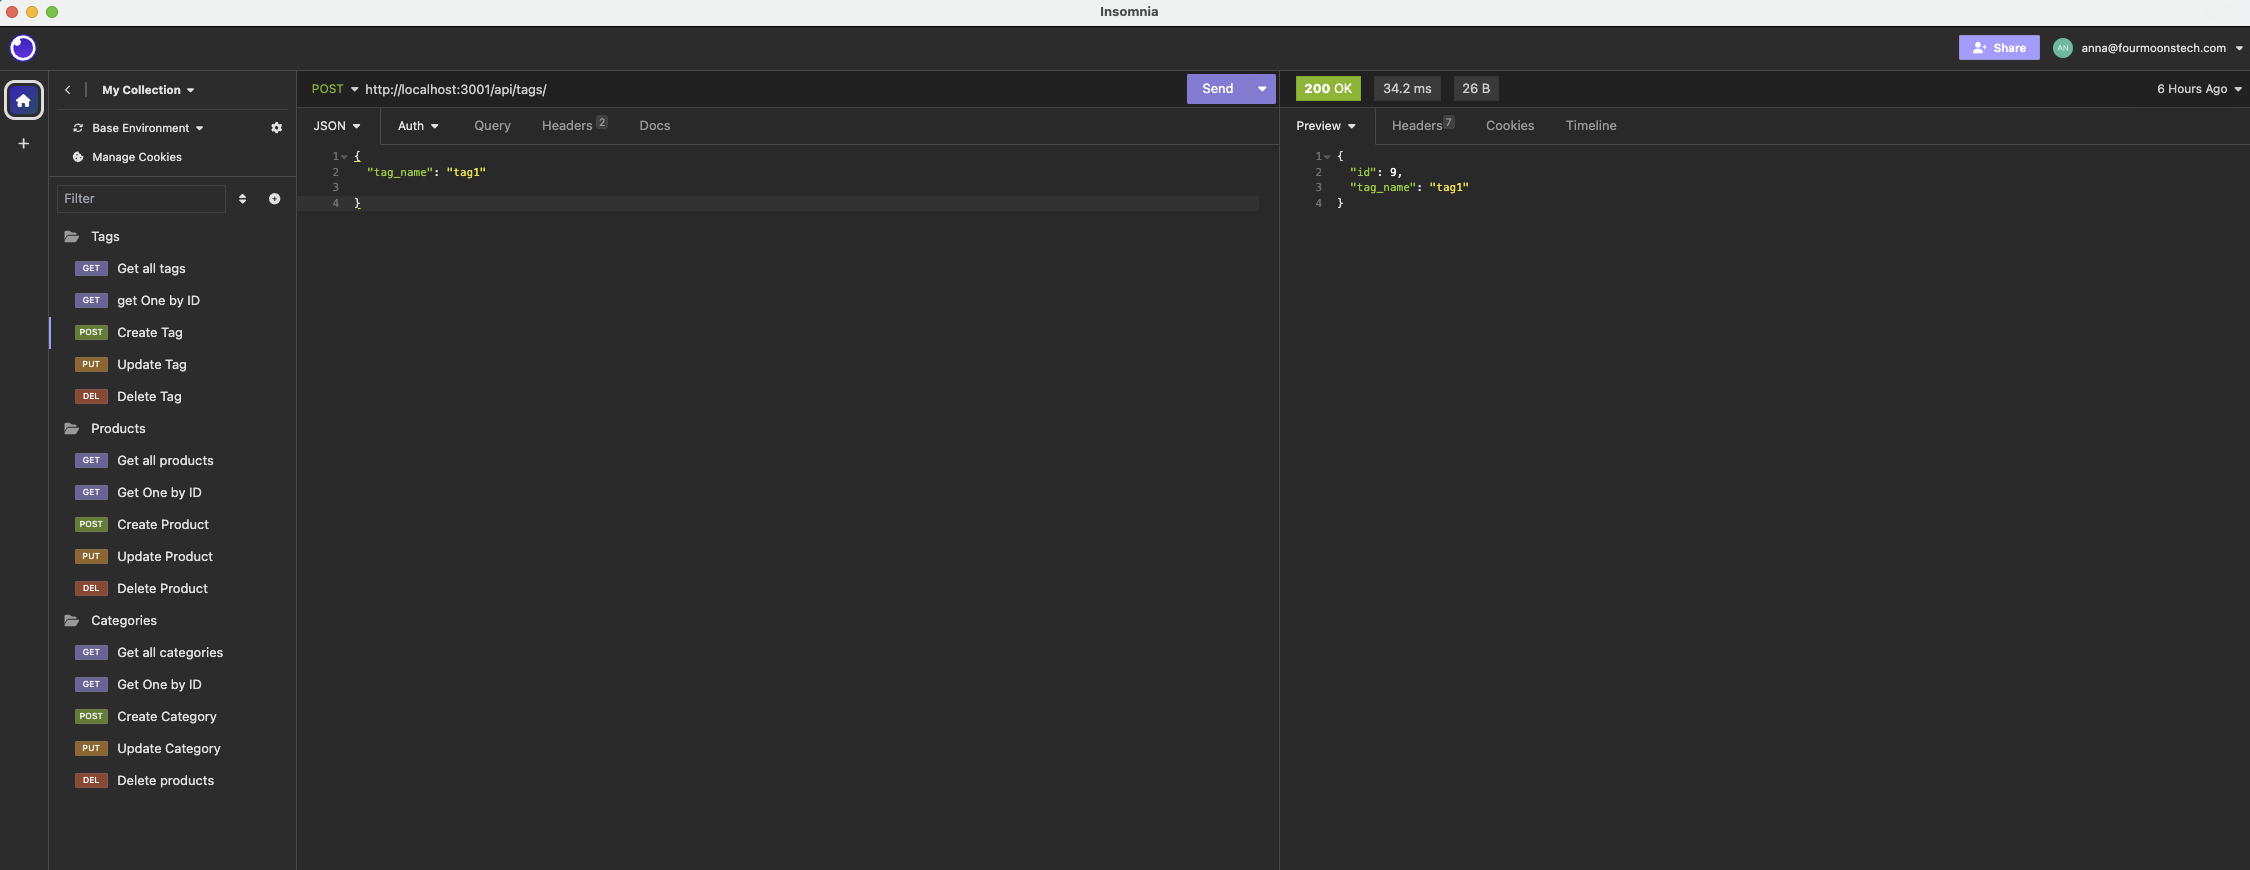 Insomnia
Share
AN
anna@fourmoonstech.com
My Collection
Base Environment
Manage Cookies
Filter
Tags
GET Get all tags
GET get One by ID
POST Create Tag
PUT Update Tag
DEL Delete Tag
Products
GET Get all products
GET Get One by ID
POST Create Product
PUT Update Product
DEL Delete Product
Categories
GET Get all categories
GET Get One by ID
POST Create Category
PUT Update Category
DEL Delete products
POST http://localhost:3001/api/tags/ Send
JSON Auth Query Headers 2 Docs
1 {
2 "tag_name": "tag1"
3
4 }
200 OK 34.2 ms 26 B 6 Hours Ago
Preview Headers 7 Cookies Timeline
1 {
2 "id": 9,
3 "tag_name": "tag1"
4 }